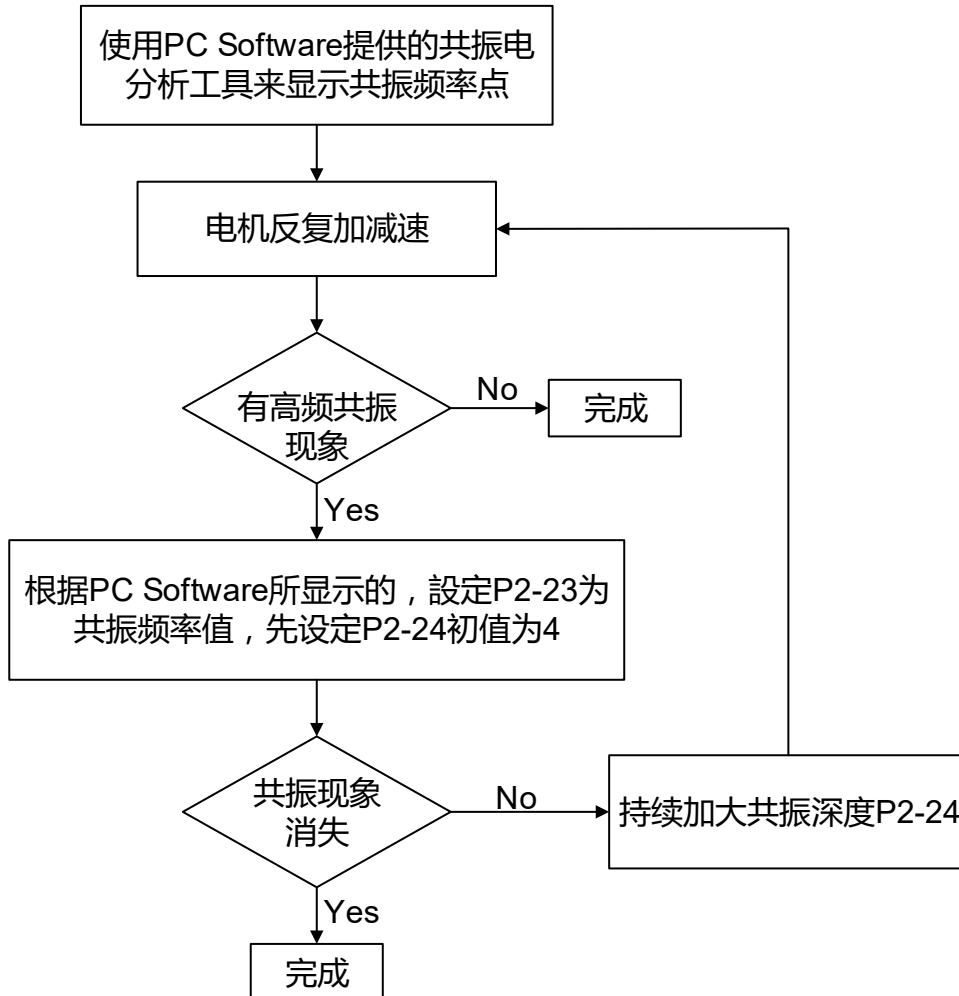 使用PC Software提供的共振电
分析工具来显示共振频率点
电机反复加减速
有高频共振
现象
No
完成
Yes
根据PC Software所显示的，設定P2-23为
共振频率值，先设定P2-24初值为4
共振现象
消失
No
持续加大共振深度P2-24
Yes
完成